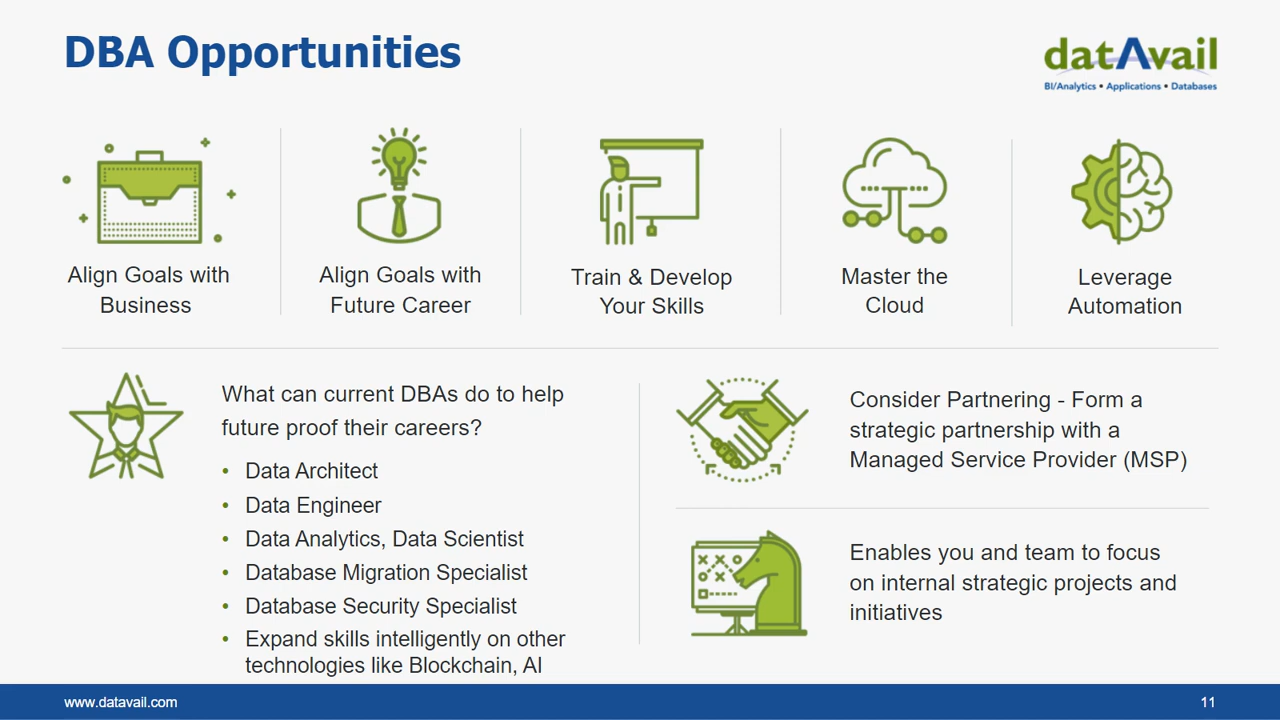 DBA Opportunities
datAvail
BI/Analytics • Applications • Databases
Align Goals with
Business
Align Goals with
Future Career
Train & Develop
Your Skills
Master the
Cloud
Leverage
Automation
What can current DBAs do to help
future proof their careers?
• Data Architect
• Data Engineer
• Data Analytics, Data Scientist
• Database Migration Specialist
• Database Security Specialist
• Expand skills intelligently on other
technologies like Blockchain, AI
Consider Partnering - Form a
strategic partnership with a
Managed Service Provider (MSP)
Enables you and team to focus
on internal strategic projects and
initiatives
www.datavail.com
11